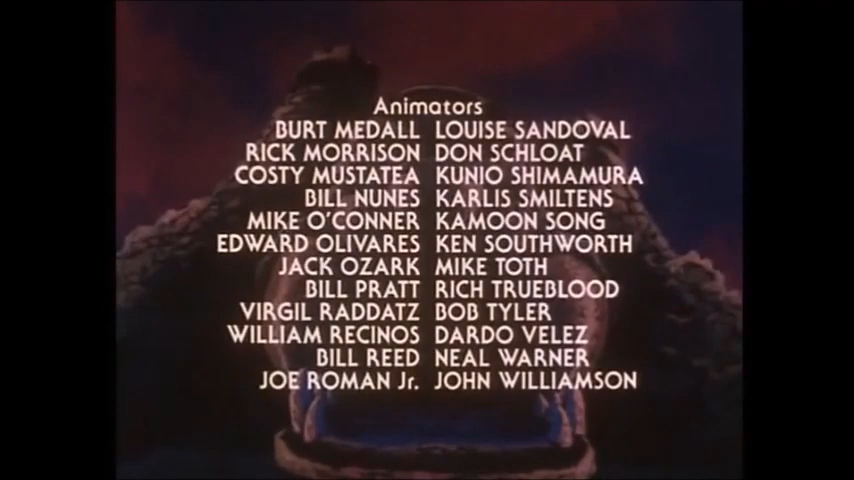 Animators
BURT MEDALL LOUISE SANDOVAL
RICK MORRISON DON SCHLOAT
COSTY MUSTATEA KUNIO SHIMAMURA
BILL NUNES KARLIS SMILTENS
MIKE O'CONNER KAMOON SONG
EDWARD OLIVARES KEN SOUTHWORTH
JACK OZARK MIKE TOTH
BILL PRATT RICH TRUEBLOOD
VIRGIL RADDATZ BOB TYLER
WILLIAM RECINOS DARDO VELEZ
BILL REED NEAL WARNER
JOE ROMAN Jr. JOHN WILLIAMSON